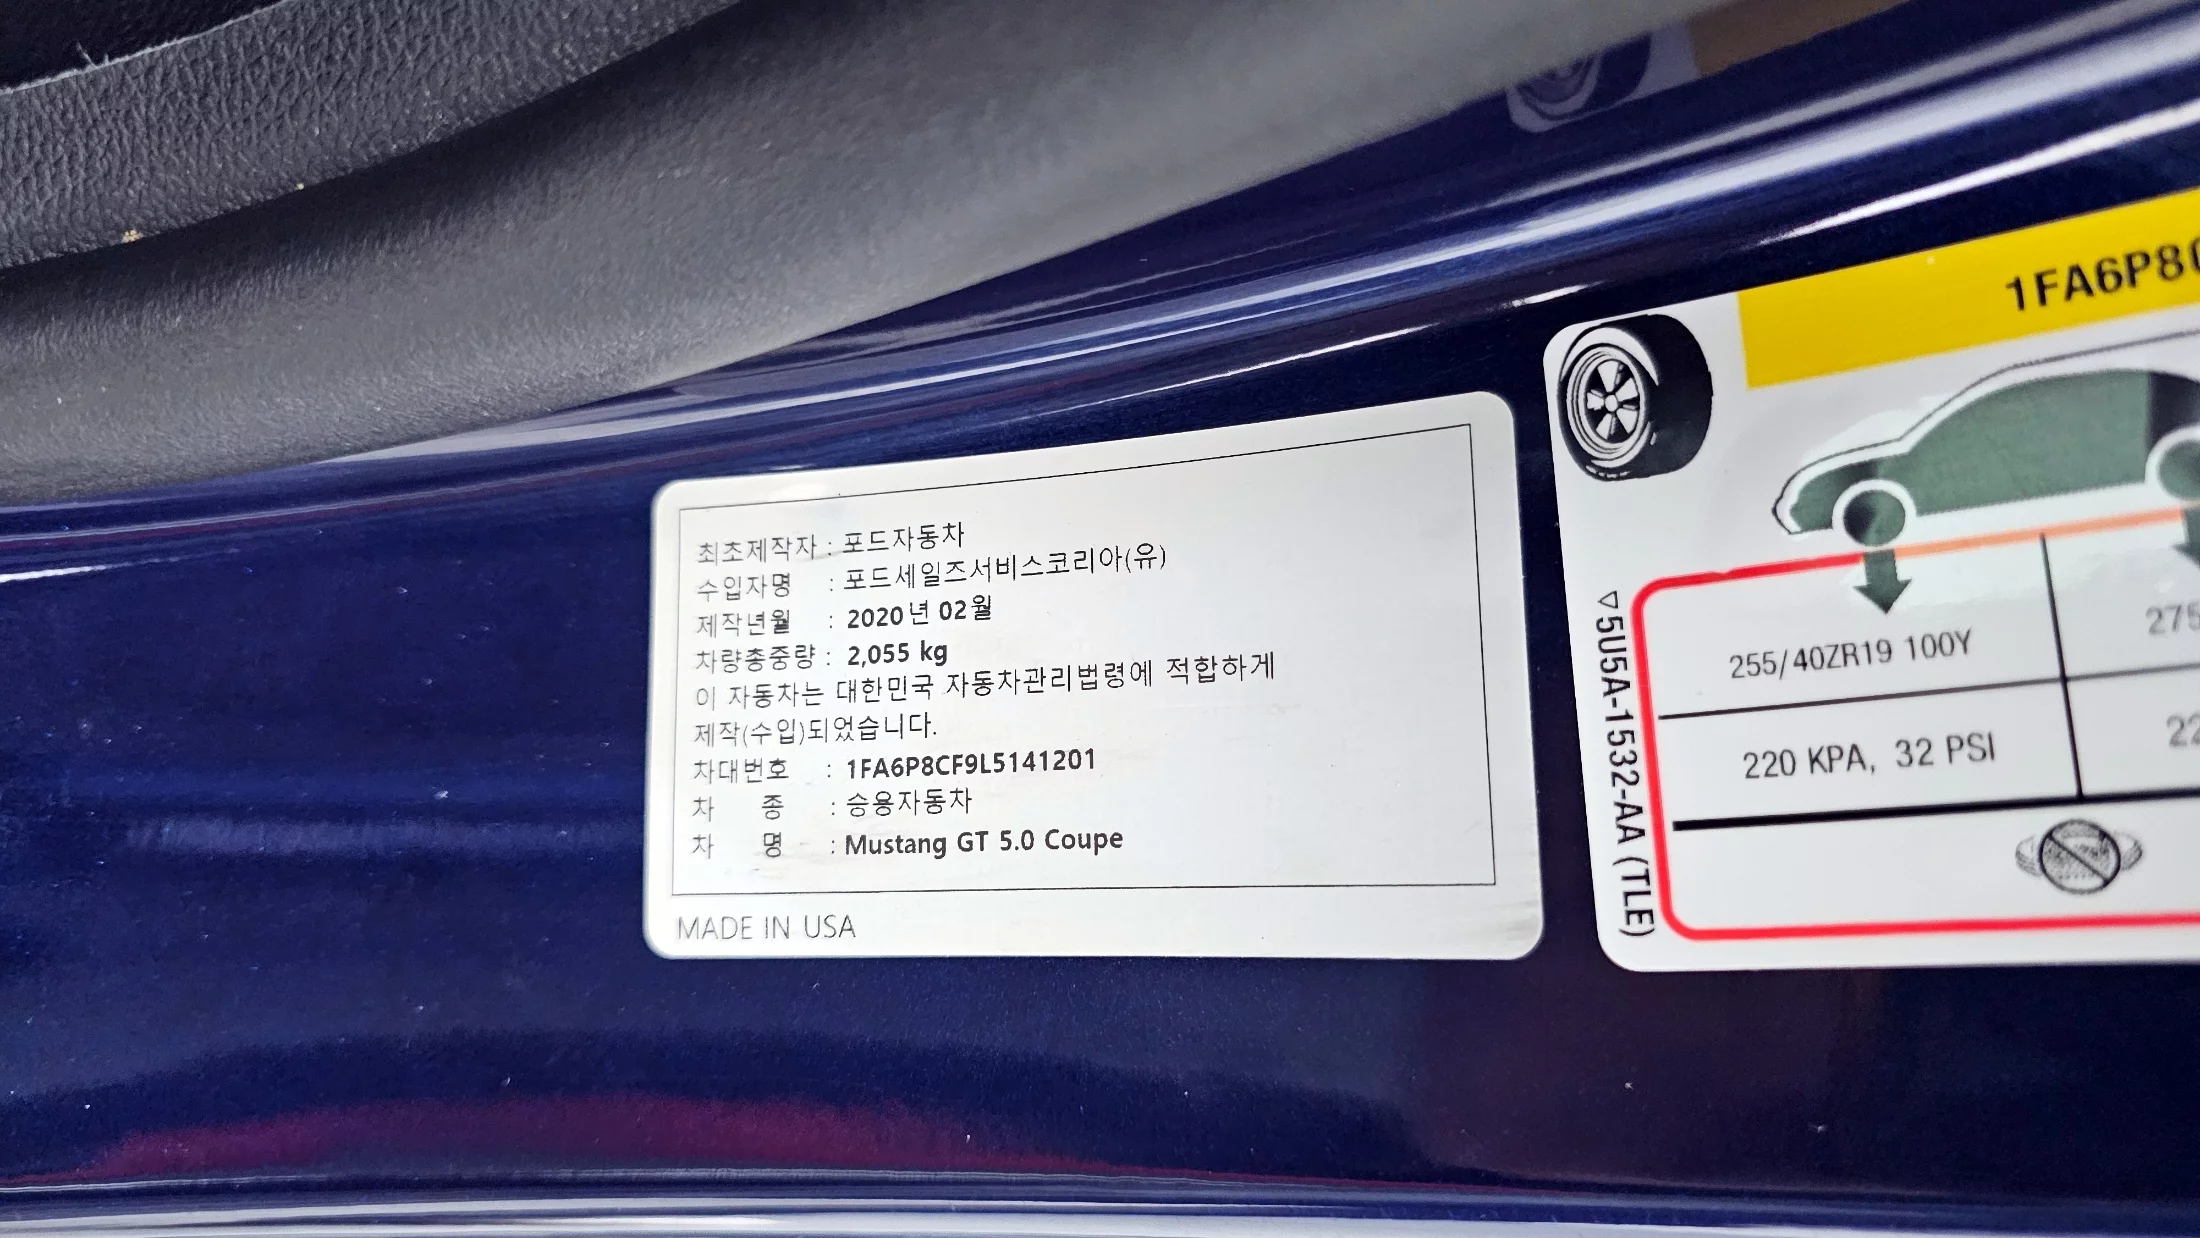 최초제작자 : 포드자동차
수입자명 : 포드세일즈서비스코리아(유)
제작년월 : 2020년 02월
차량총중량 : 2,055 kg
이 자동차는 대한민국 자동차관리법령에 적합하게
제작(수입)되었습니다.
차대번호 : 1FA6P8CF9L5141201
차 종 : 승용자동차
차 명 : Mustang GT 5.0 Coupe
MADE IN USA
1FA6P8
255/40ZR19 100Y
275
220 KPA, 32 PSI
22
5U5A-1532-AA (TLE)